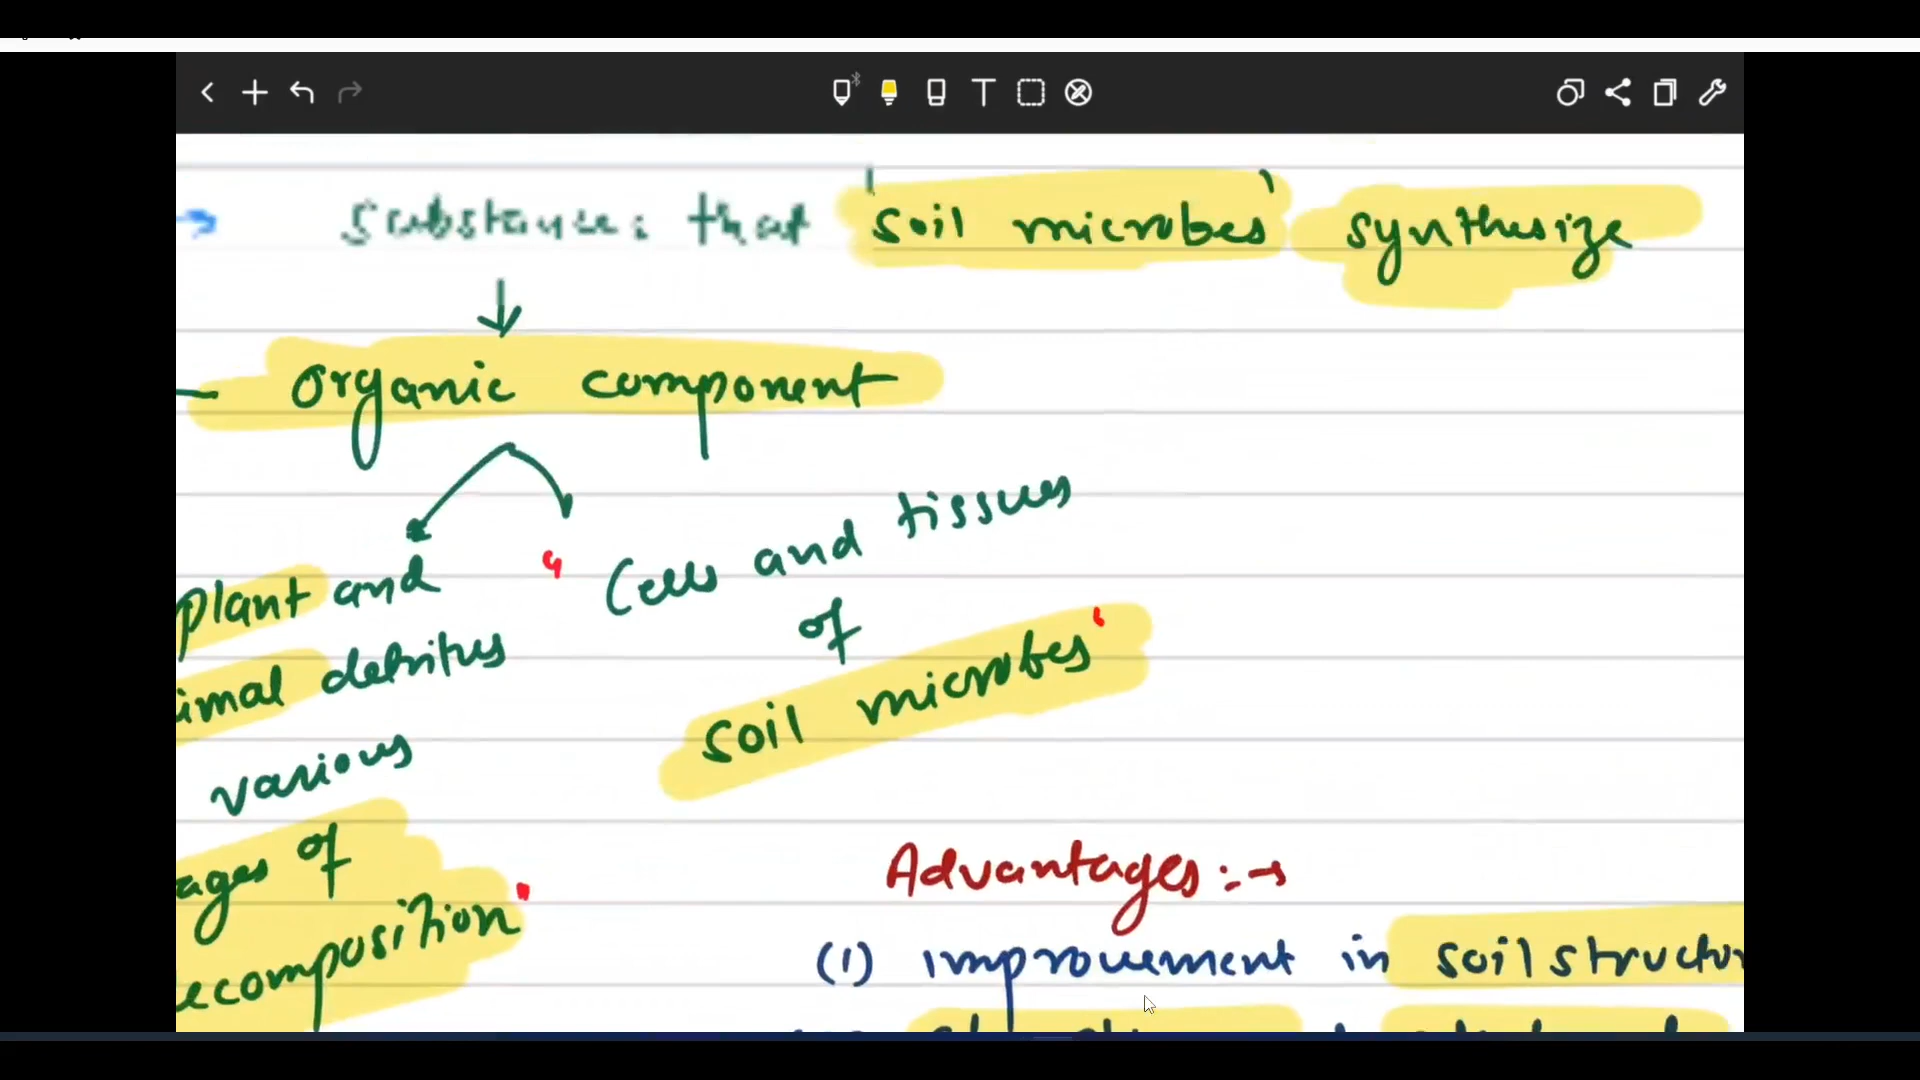 substances that 'soil microbes' synthesize
organic component
plant and
imal detritus
various
ages of
ecomposition
Cells and tissues
of
soil microbes
Advantages :→
(1) improvement in soil structur